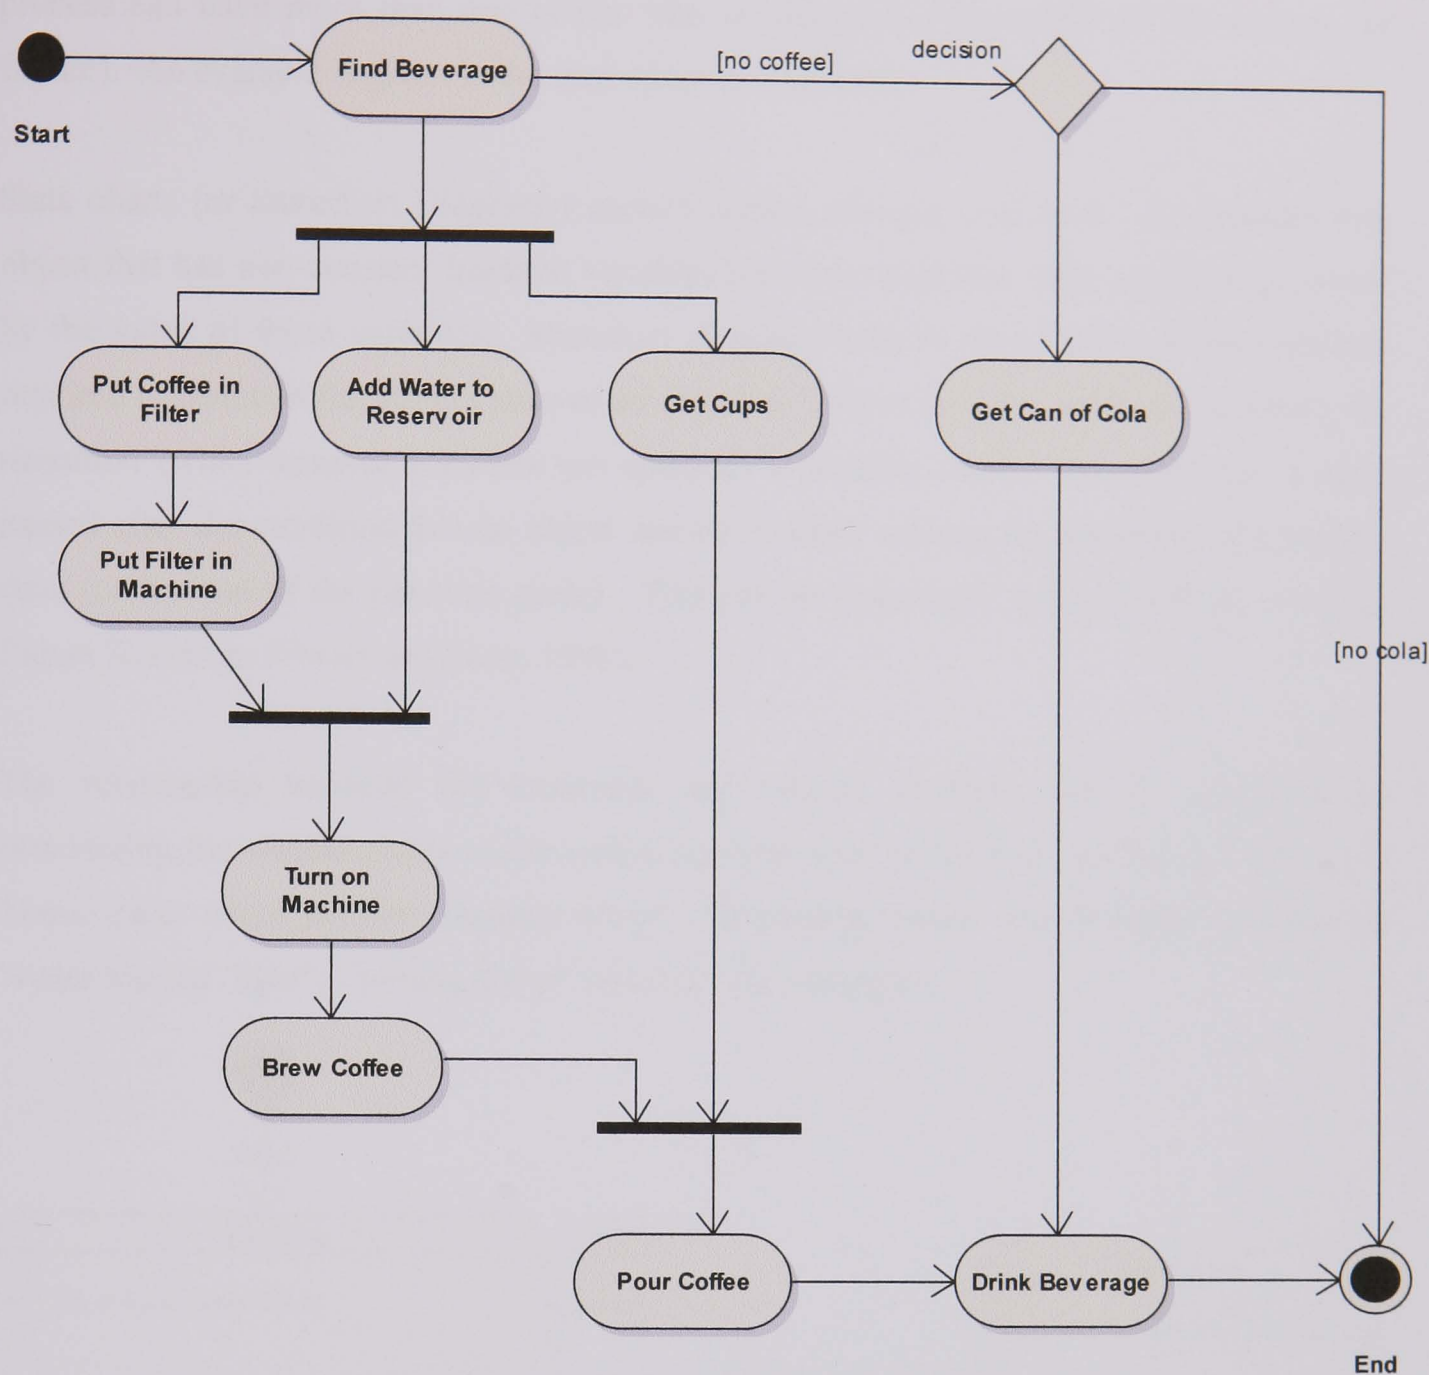 Find Beverage
[no coffee]
decision
Start
Put Coffee in
Filter
Add Water to
Reservoir
Get Cups
Get Can of Cola
Put Filter in
Machine
[no cola]
Turn on
Machine
Brew Coffee
Pour Coffee
Drink Beverage
End